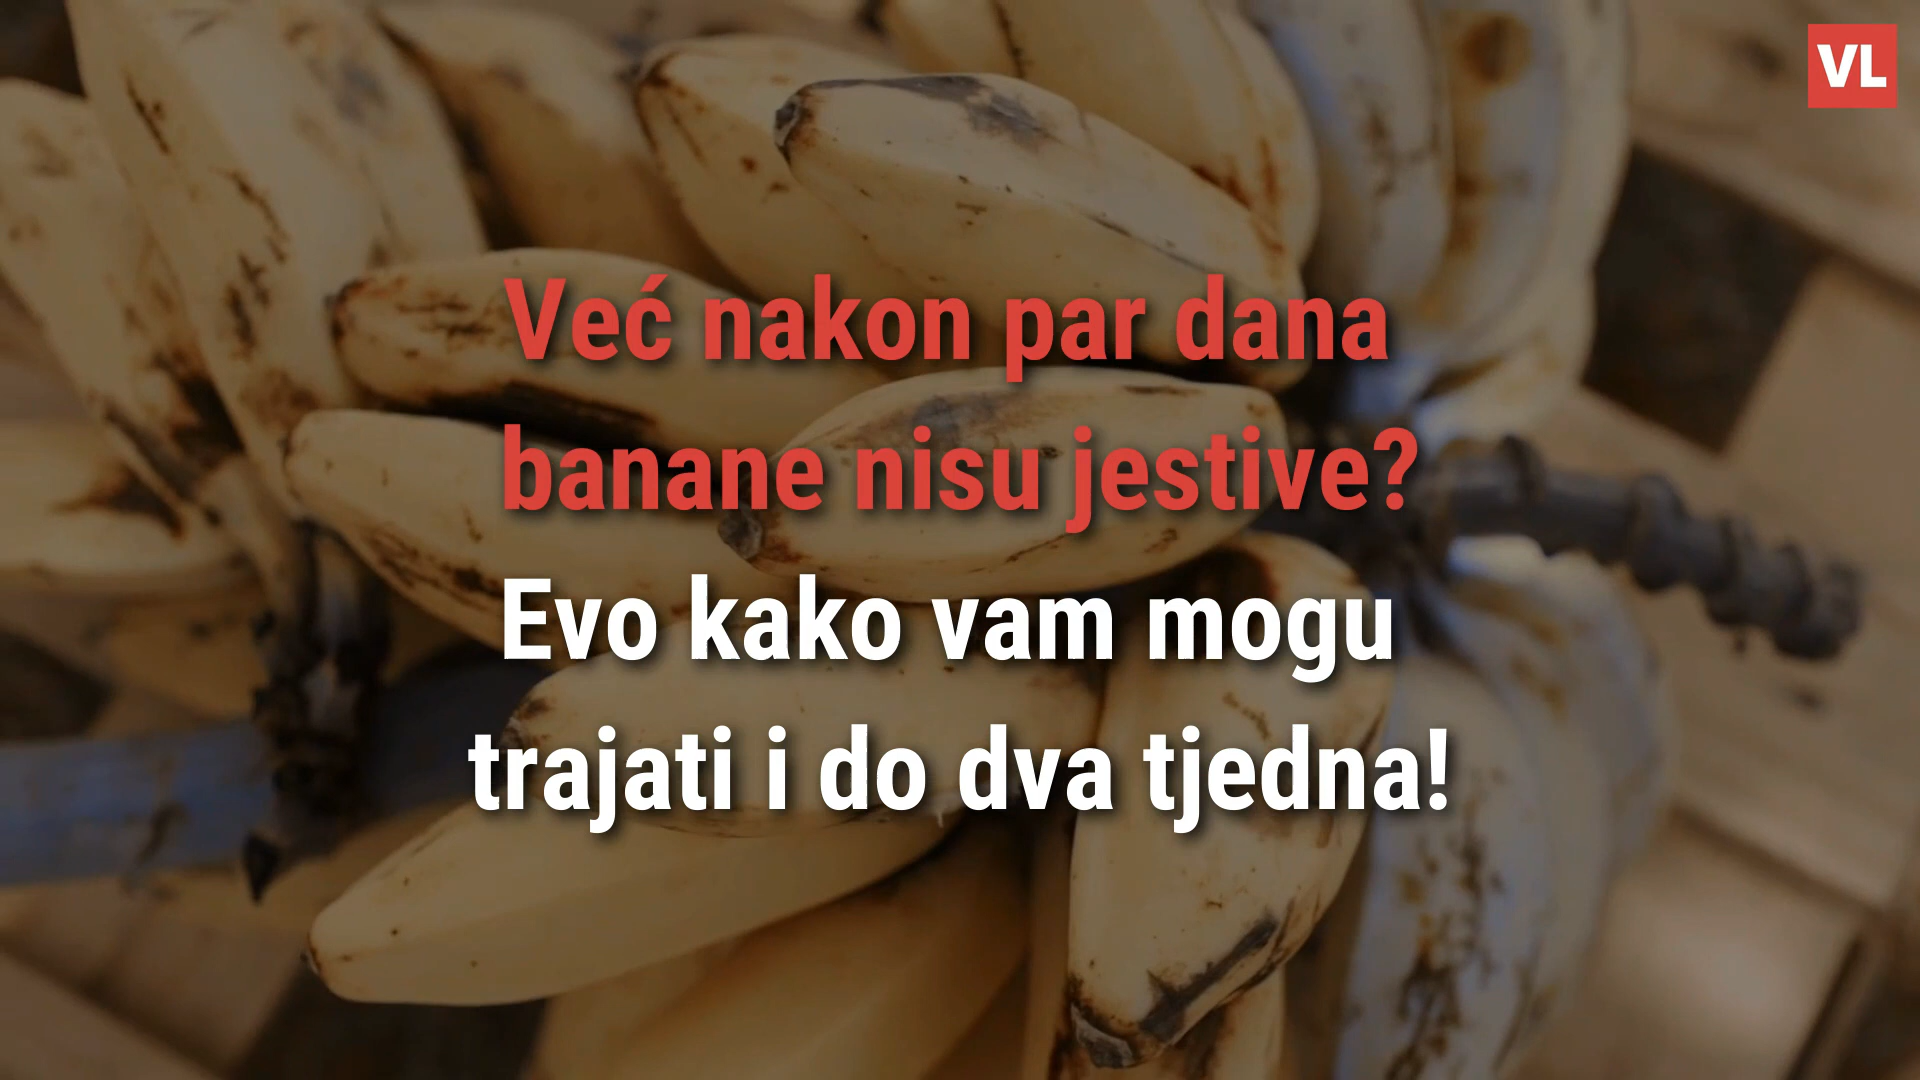 VL
Već nakon par dana
banane nisu jestive?
Evo kako vam mogu
trajati i do dva tjedna!